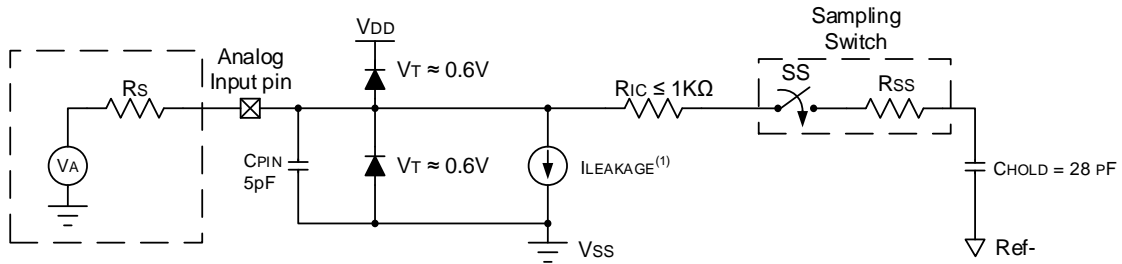 Sampling
Switch
VDD
Analog
Input pin
VT ≈ 0.6V
SS
RSS
RS
RIC ≤ 1KΩ
VA
CPIN
5pF
VT ≈ 0.6V
ILEAKAGE(1)
CHOLD = 28 PF
VSS
Ref-